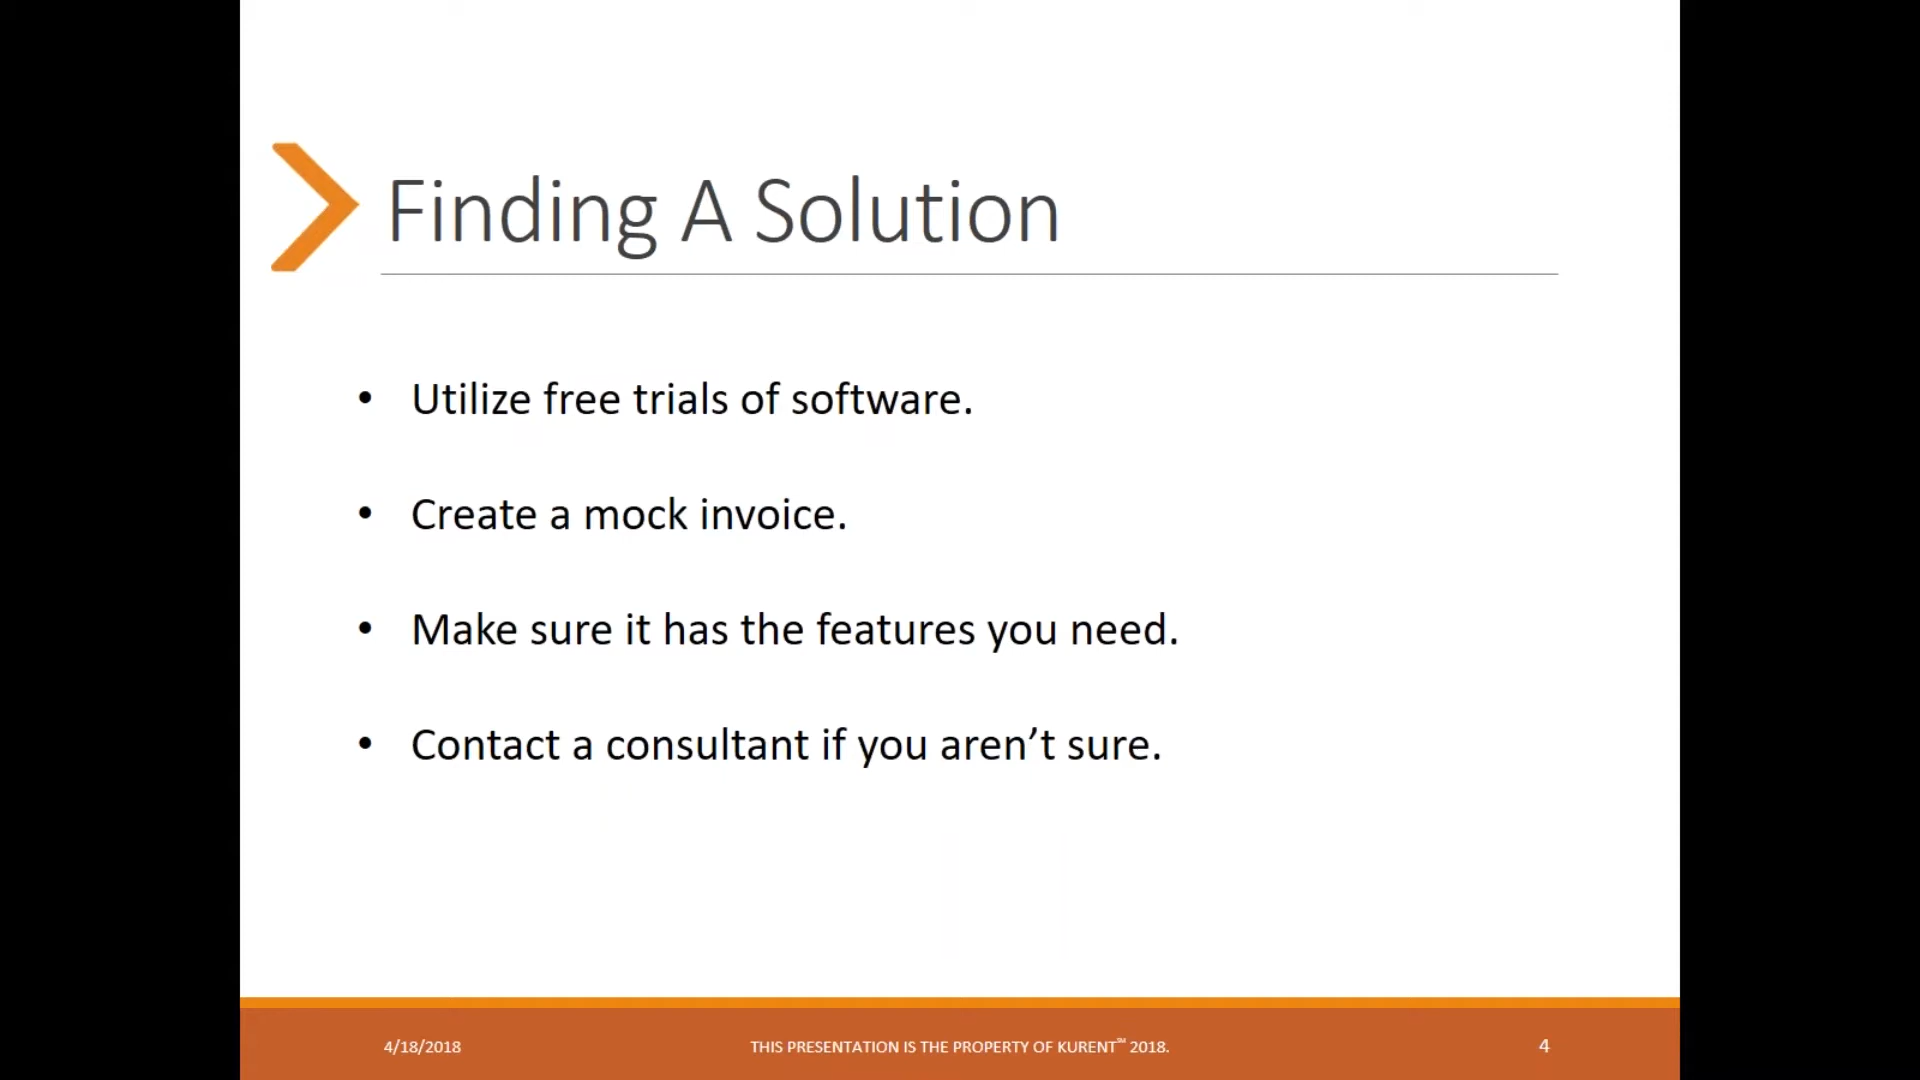 Finding A Solution
• Utilize free trials of software.
• Create a mock invoice.
• Make sure it has the features you need.
• Contact a consultant if you aren’t sure.
4/18/2018
THIS PRESENTATION IS THE PROPERTY OF KURENT℠ 2018.
4